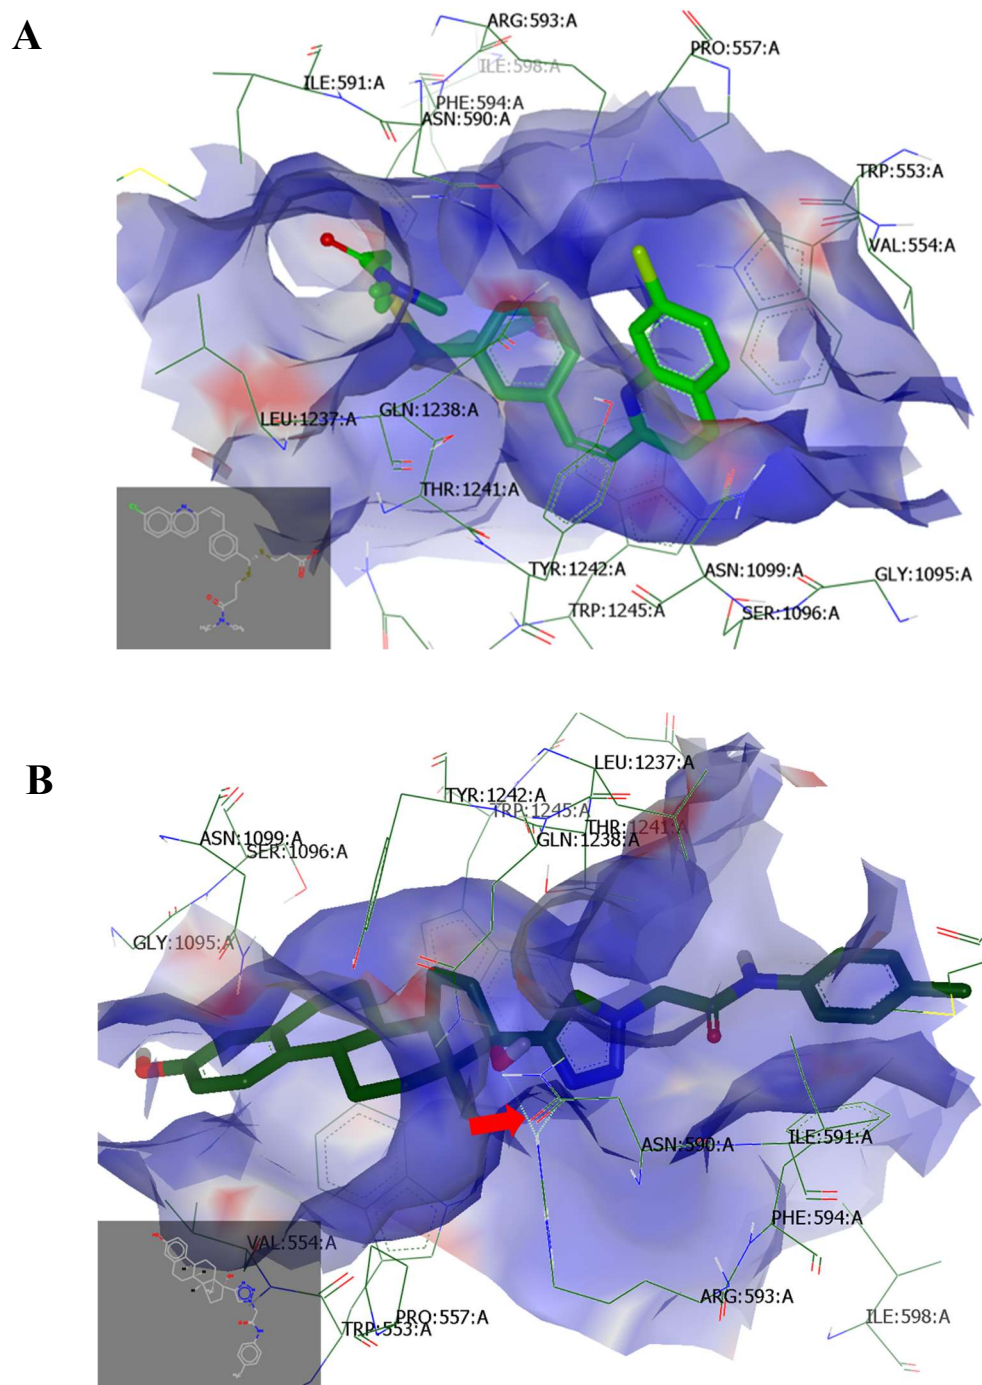 A
ARG:593:A
PRO:557:A
ILE:598:A
ILE:591:A
PHE:594:A
ASN:590:A
TRP:553:A
VAL:554:A
GLN:1238:A
LEU:1237:A
THR:1241:A
TYR:1242:A
ASN:1099:A
GLY:1095:A
TRP:1245:A
SER:1096:A
B
LEU:1237:A
TYR:1242:A
TRP:1245:A
THR:1241:A
GLN:1238:A
ASN:1099:A
SER:1096:A
GLY:1095:A
ASN:590:A
ILE:591:A
PHE:594:A
VAL:554:A
ARG:593:A
PRO:557:A
ILE:598:A
TRP:553:A